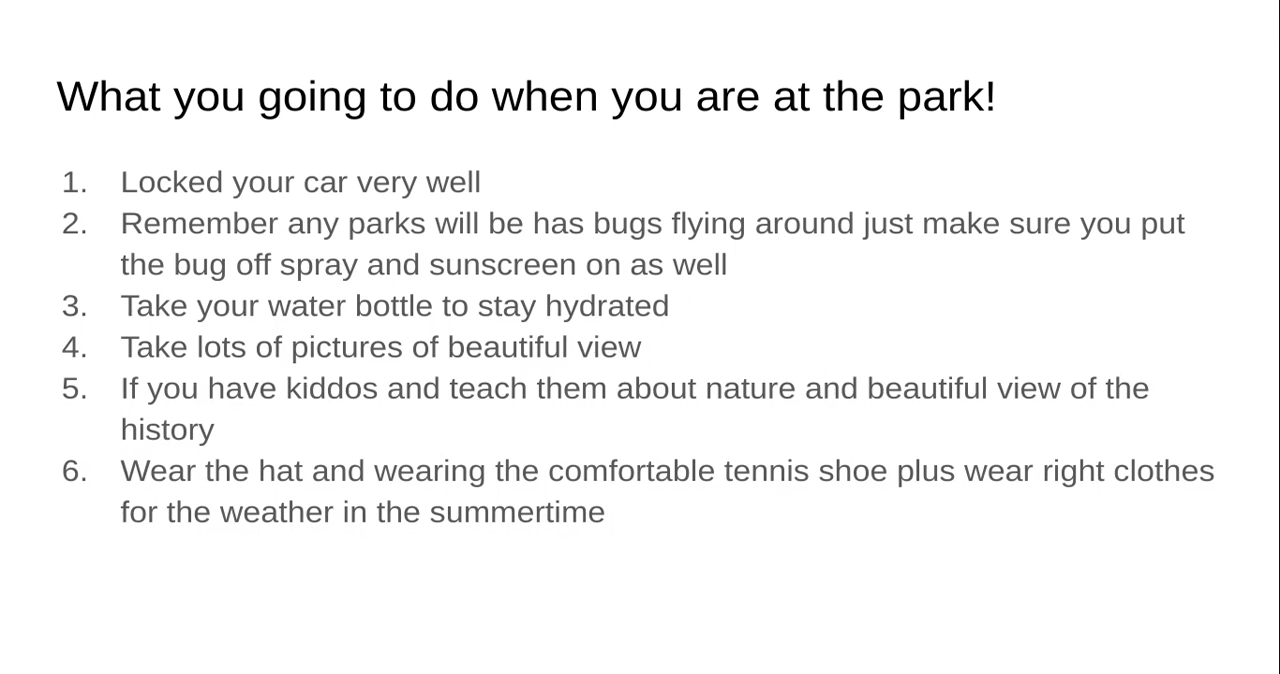 What you going to do when you are at the park!
1. Locked your car very well
2. Remember any parks will be has bugs flying around just make sure you put
the bug off spray and sunscreen on as well
3. Take your water bottle to stay hydrated
4. Take lots of pictures of beautiful view
5. If you have kiddos and teach them about nature and beautiful view of the
history
6. Wear the hat and wearing the comfortable tennis shoe plus wear right clothes
for the weather in the summertime